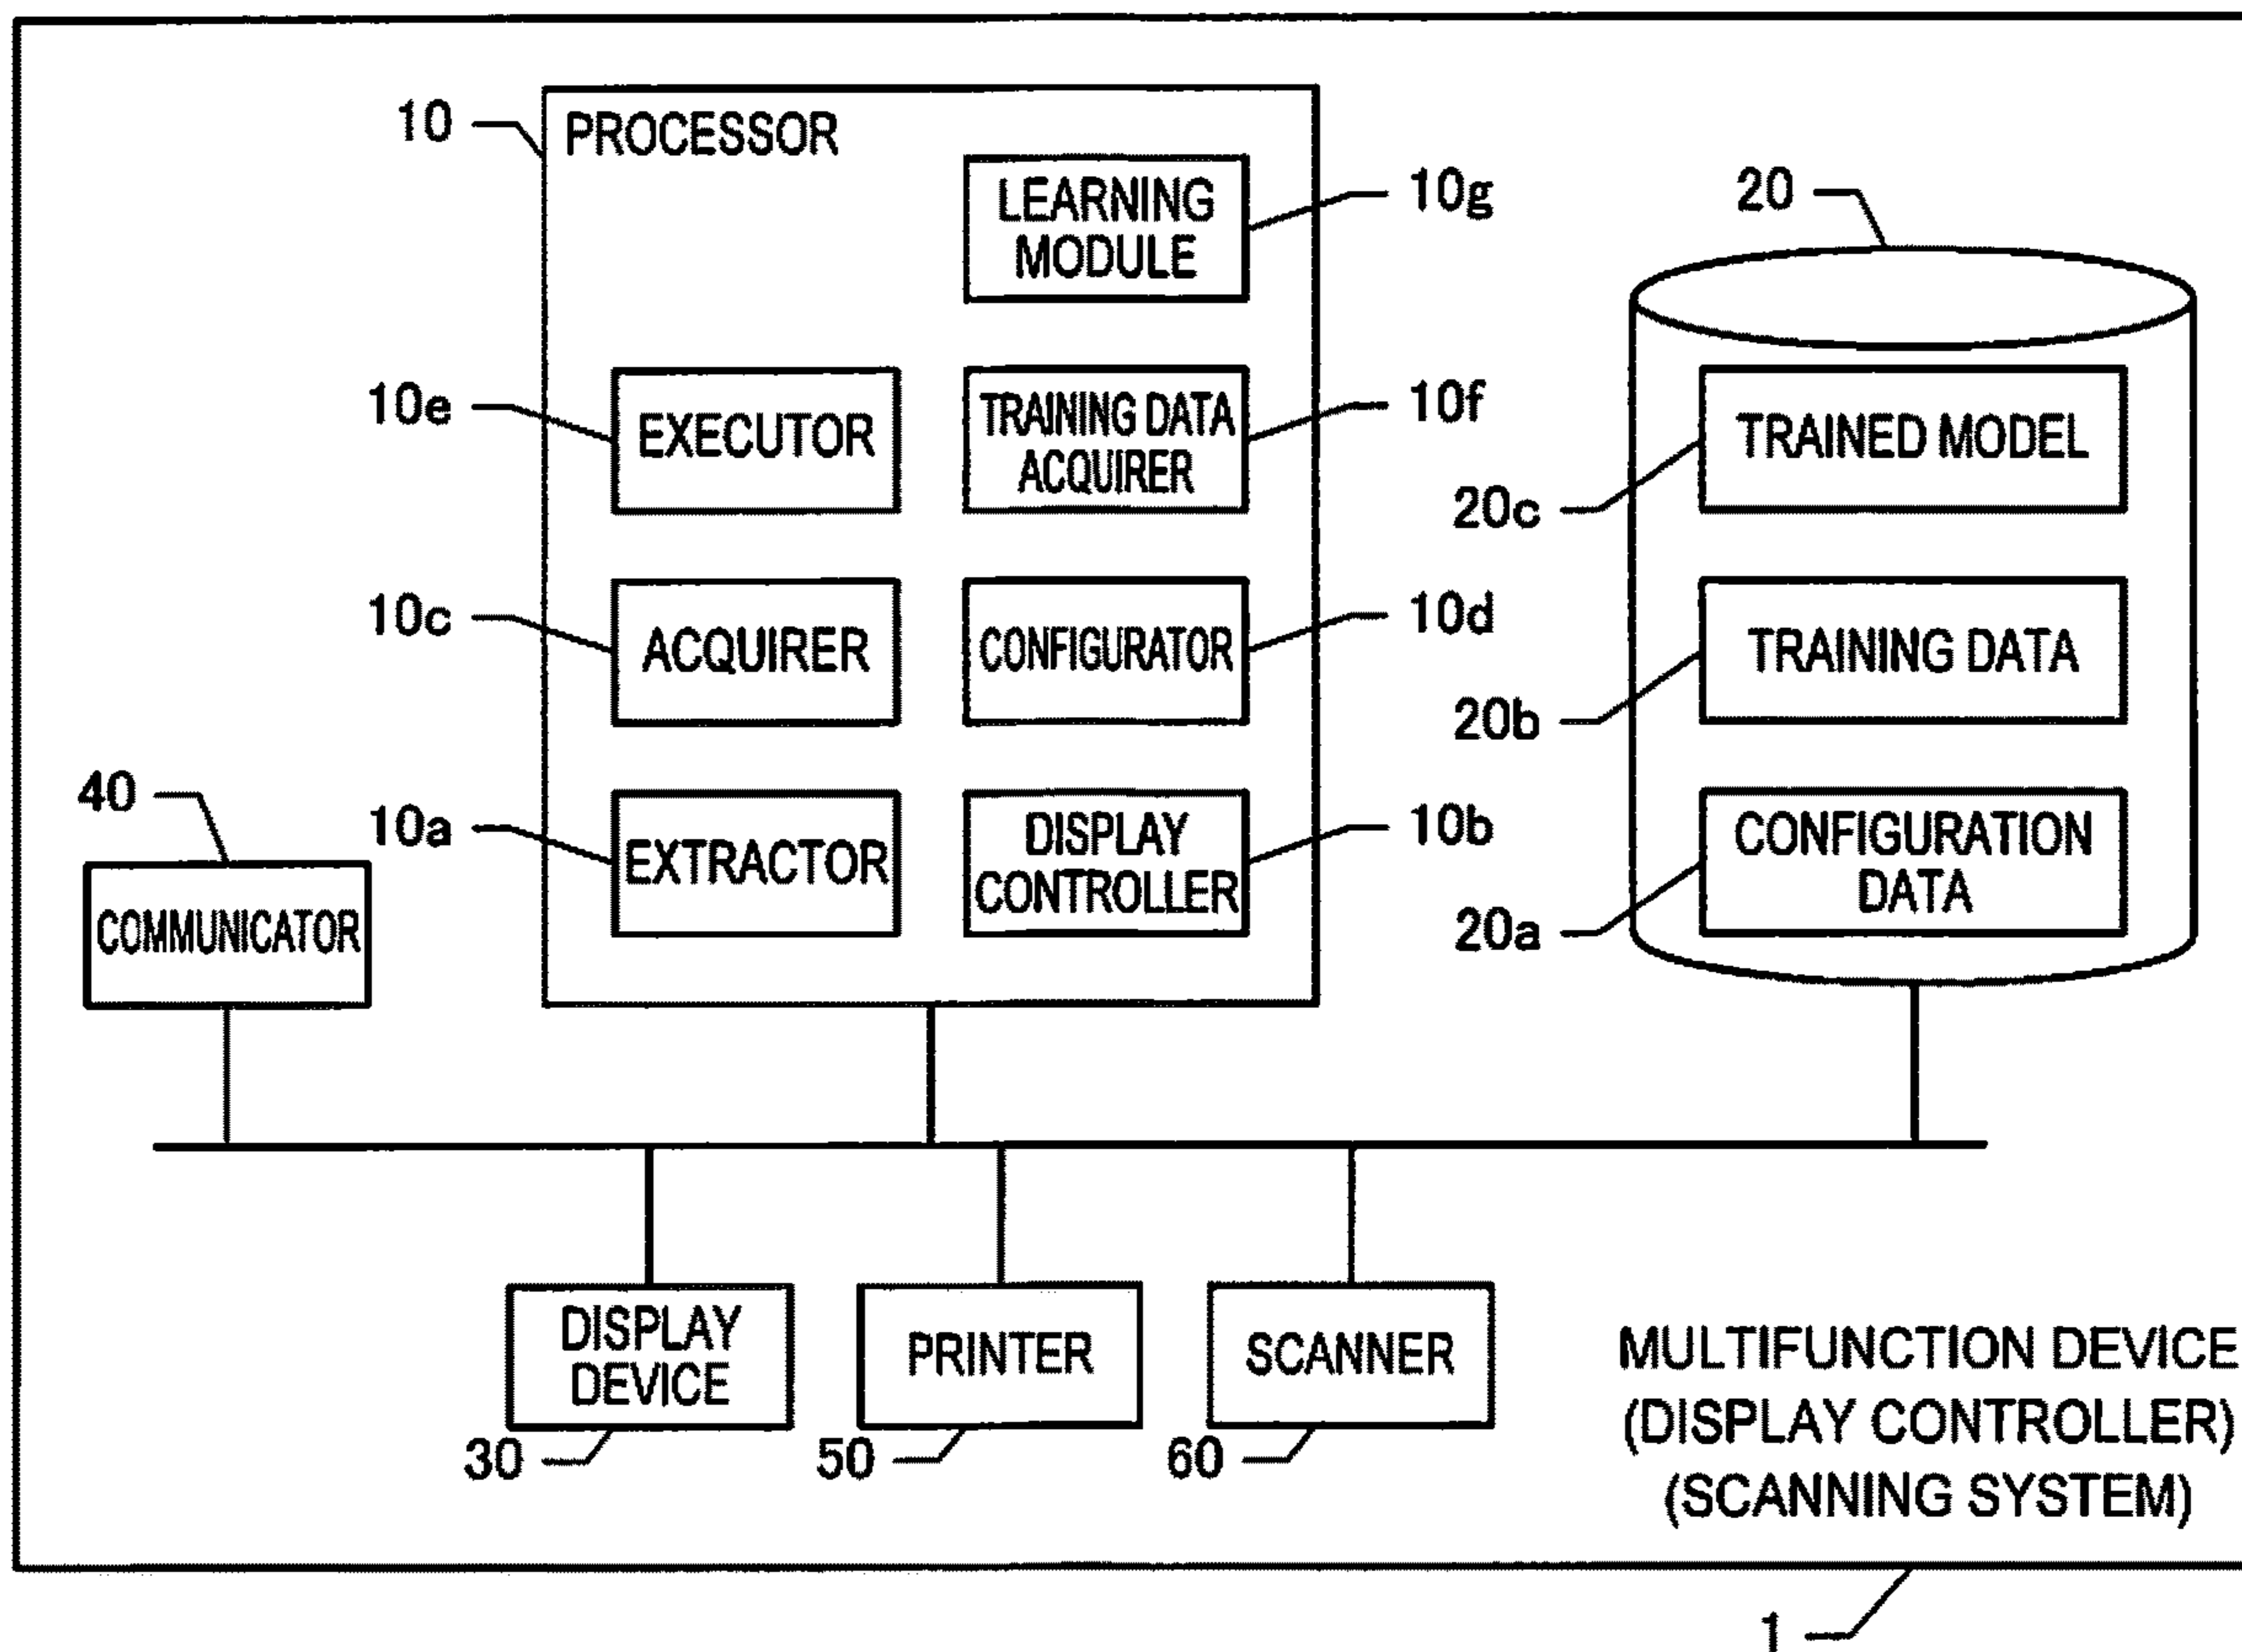 10
PROCESSOR
LEARNING
MODULE
10g
20
10e
EXECUTOR
TRAINING DATA
ACQUIRER
10f
TRAINED MODEL
20c
10c
ACQUIRER
CONFIGURATOR
10d
TRAINING DATA
20b
40
COMMUNICATOR
10a
EXTRACTOR
DISPLAY
CONTROLLER
10b
CONFIGURATION
DATA
20a
DISPLAY
DEVICE
30
PRINTER
50
SCANNER
60
MULTIFUNCTION DEVICE
(DISPLAY CONTROLLER)
(SCANNING SYSTEM)
1